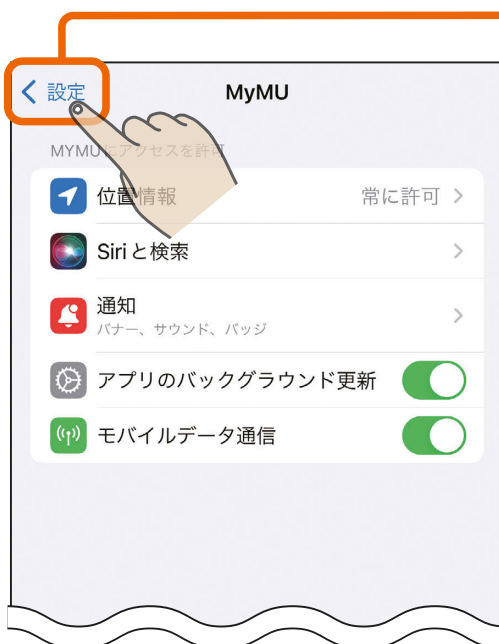 設定
MyMU
MYMUにアクセスを許可
位置情報 常に許可
Siriと検索
通知
バナー、サウンド、バッジ
アプリのバックグラウンド更新
モバイルデータ通信